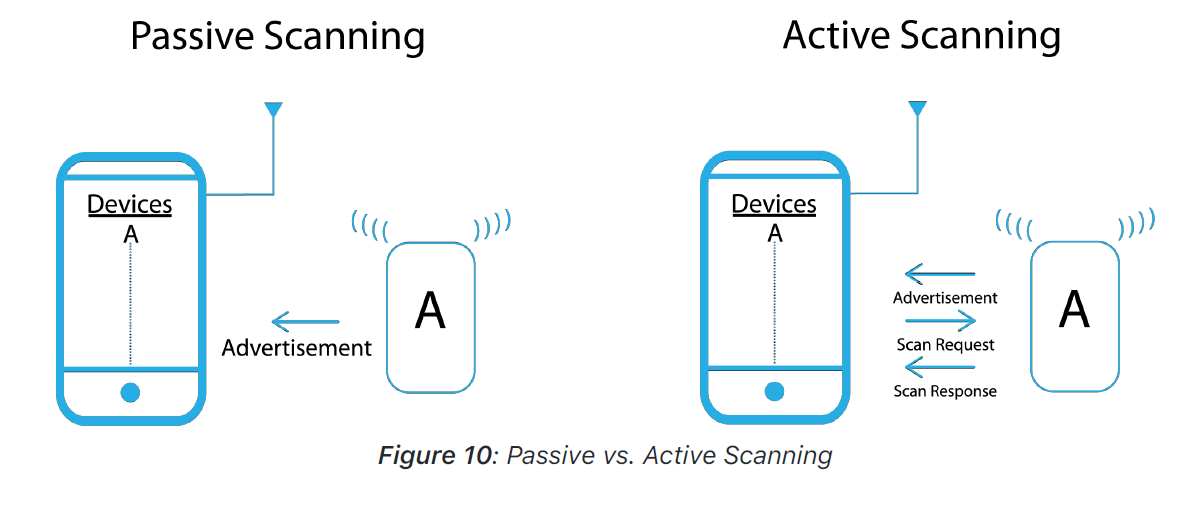 Passive Scanning
Devices
A
A
Advertisement
Active Scanning
Devices
A
A
Advertisement
Scan Request
Scan Response
Figure 10: Passive vs. Active Scanning